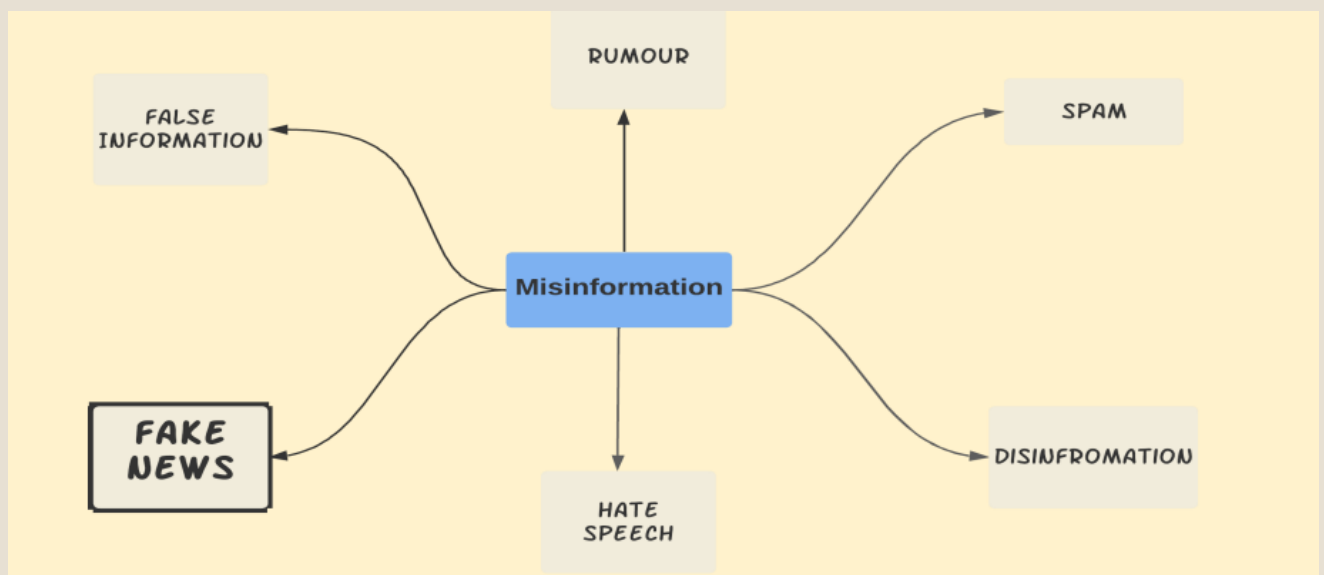 RUMOUR
SPAM
FALSE
INFORMATION
Misinformation
FAKE
NEWS
DISINFROMATION
HATE
SPEECH